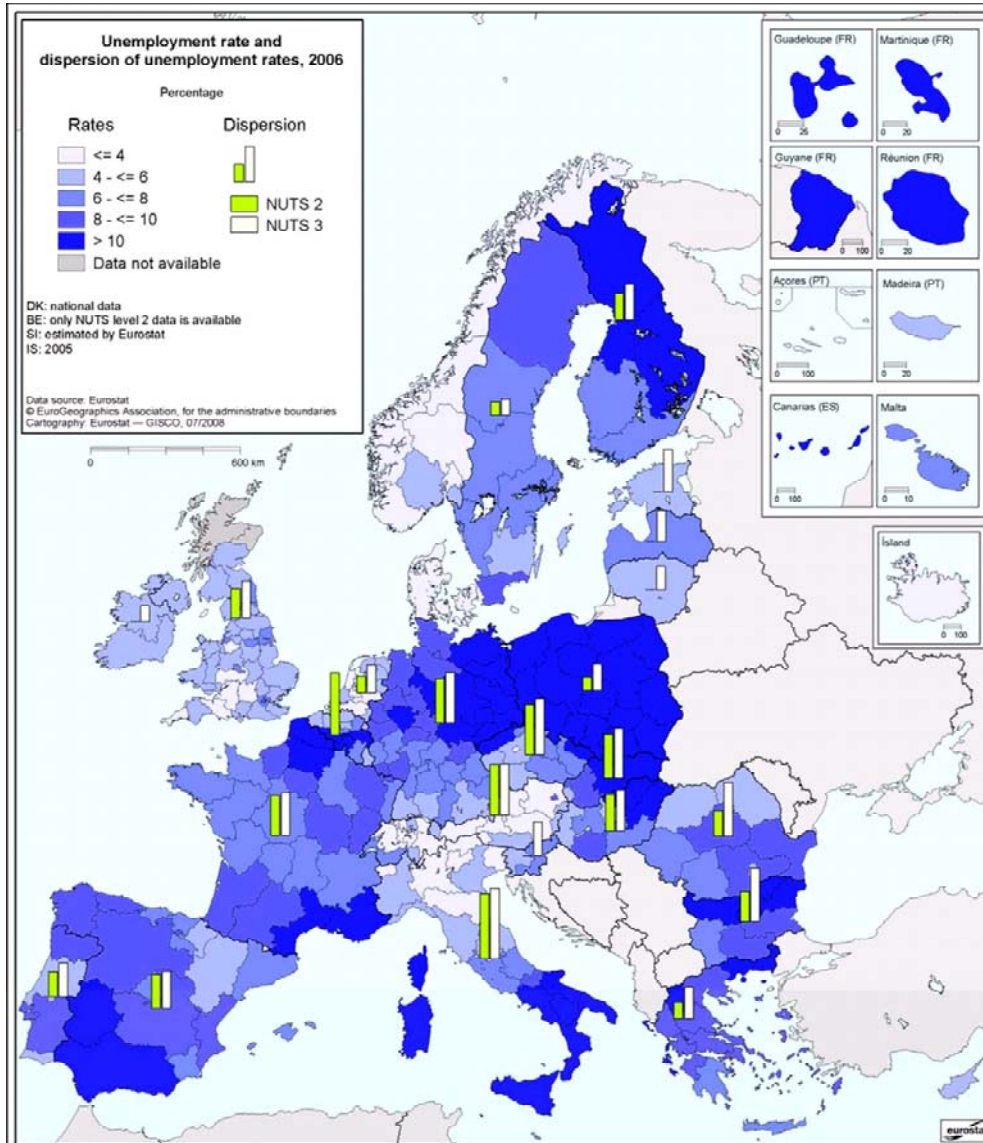 Unemployment rate and
dispersion of unemployment rates, 2006
Percentage
Rates
Dispersion
<= 4
4 - <= 6
6 - <= 8
8 - <= 10
> 10
Data not available
NUTS 2
NUTS 3
DK: national data
BE: only NUTS level 2 data is available
SI: estimated by Eurostat
IS: 2005
Data source: Eurostat
© EuroGeographics Association, for the administrative boundaries
Cartography: Eurostat — GISCO, 07/2008
0 600 km
Guadeloupe (FR)
0 25
Martinique (FR)
0 20
Guyane (FR)
0 100
Réunion (FR)
0 20
Açores (PT)
0 100
Madeira (PT)
0 20
Canarias (ES)
0 100
Malta
0 10
Ísland
0 100
eurostat